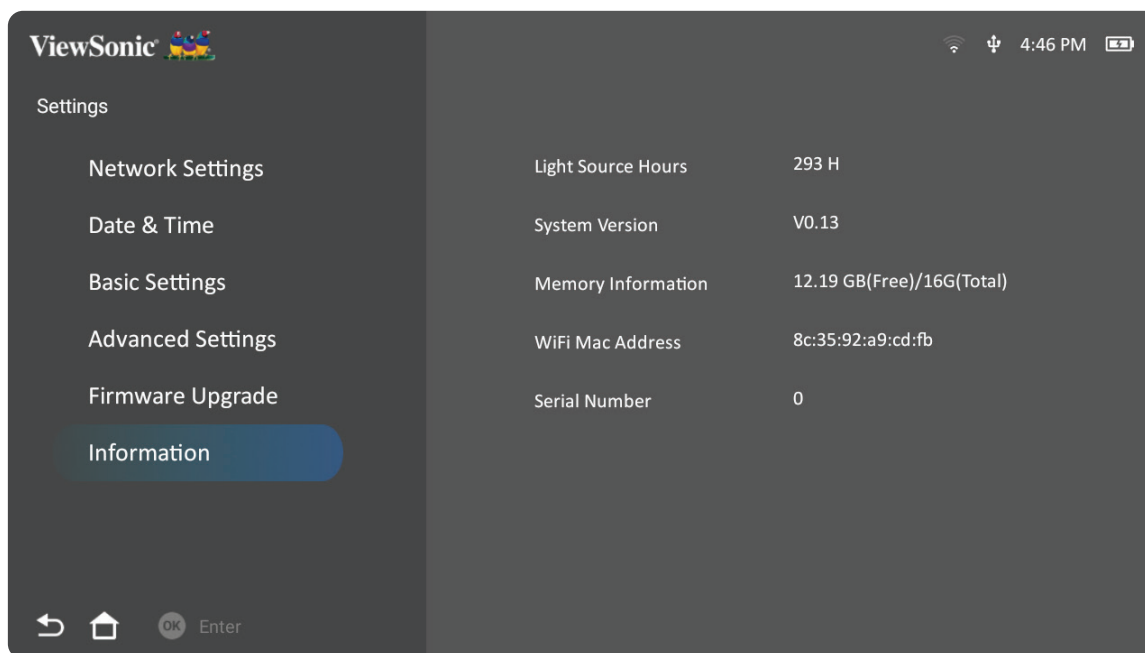 ViewSonic®
4:46 PM
Settings
Network Settings
Date & Time
Basic Settings
Advanced Settings
Firmware Upgrade
Information
Light Source Hours 293 H
System Version V0.13
Memory Information 12.19 GB(Free)/16G(Total)
WiFi Mac Address 8c:35:92:a9:cd:fb
Serial Number 0
OK Enter